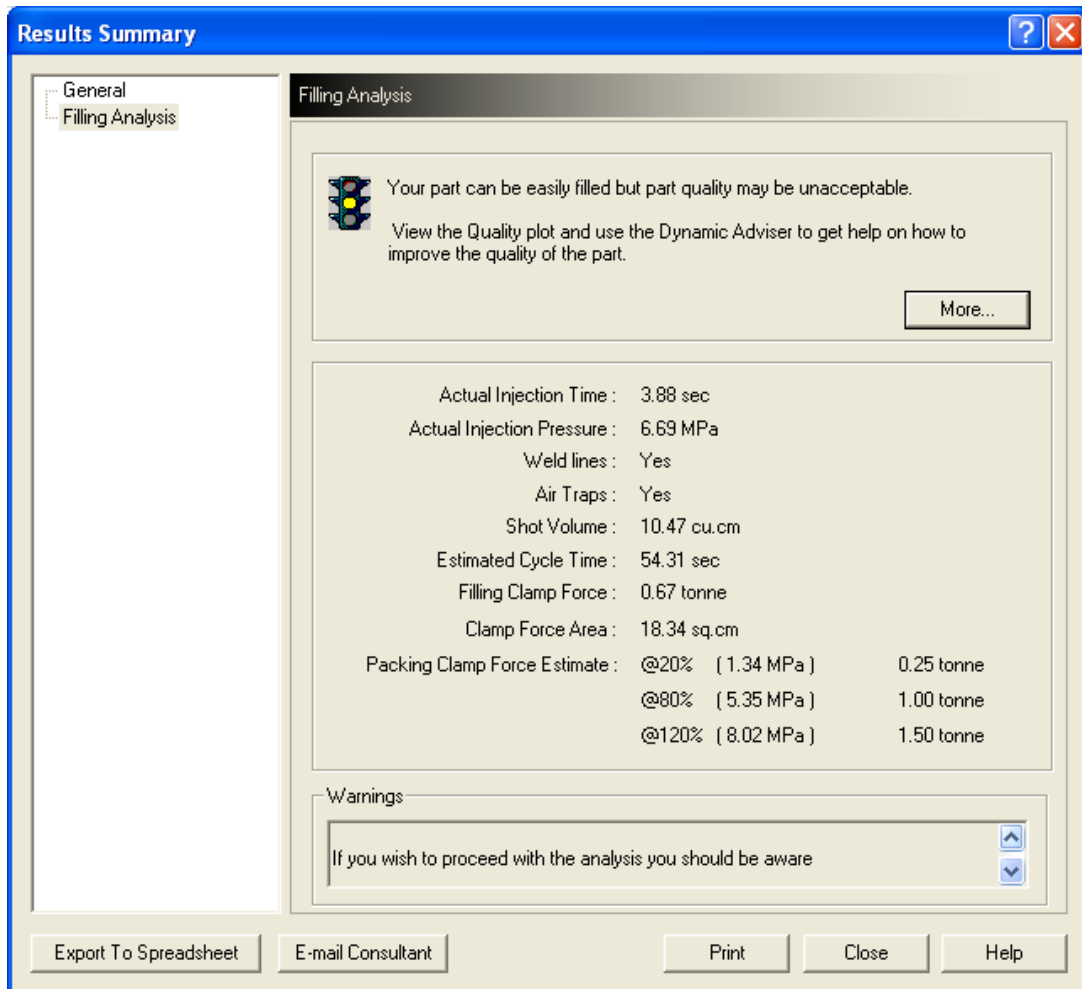 Results Summary
General
Filling Analysis
Filling Analysis
Your part can be easily filled but part quality may be unacceptable.
View the Quality plot and use the Dynamic Adviser to get help on how to
improve the quality of the part.
More...
Actual Injection Time : 3.88 sec
Actual Injection Pressure : 6.69 MPa
Weld lines : Yes
Air Traps : Yes
Shot Volume : 10.47 cu.cm
Estimated Cycle Time : 54.31 sec
Filling Clamp Force : 0.67 tonne
Clamp Force Area : 18.34 sq.cm
Packing Clamp Force Estimate : @20% ( 1.34 MPa ) 0.25 tonne
@80% ( 5.35 MPa ) 1.00 tonne
@120% ( 8.02 MPa ) 1.50 tonne
Warnings
If you wish to proceed with the analysis you should be aware
Export To Spreadsheet E-mail Consultant Print Close Help